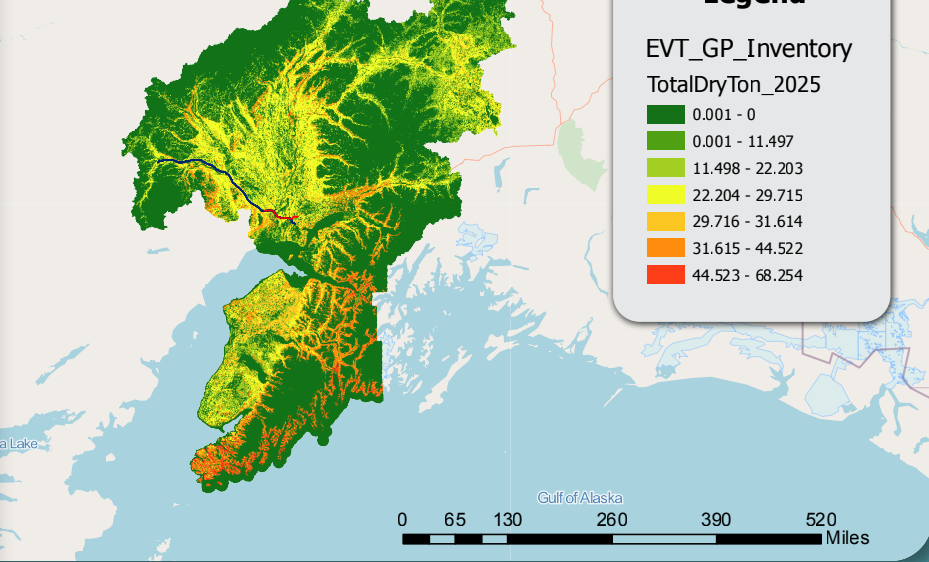 Legend
EVT_GP_Inventory
TotalDryTon_2025
0.001 - 0
0.001 - 11.497
11.498 - 22.203
22.204 - 29.715
29.716 - 31.614
31.615 - 44.522
44.523 - 68.254
a Lake
Gulf of Alaska
0 65 130 260 390 520
Miles